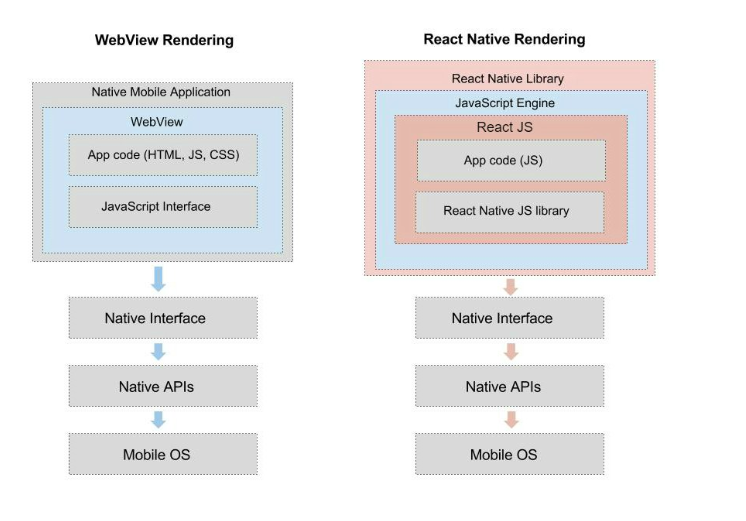 WebView Rendering
Native Mobile Application
WebView
App code (HTML, JS, CSS)
JavaScript Interface
Native Interface
Native APIs
Mobile OS
React Native Rendering
React Native Library
JavaScript Engine
React JS
App code (JS)
React Native JS library
Native Interface
Native APIs
Mobile OS